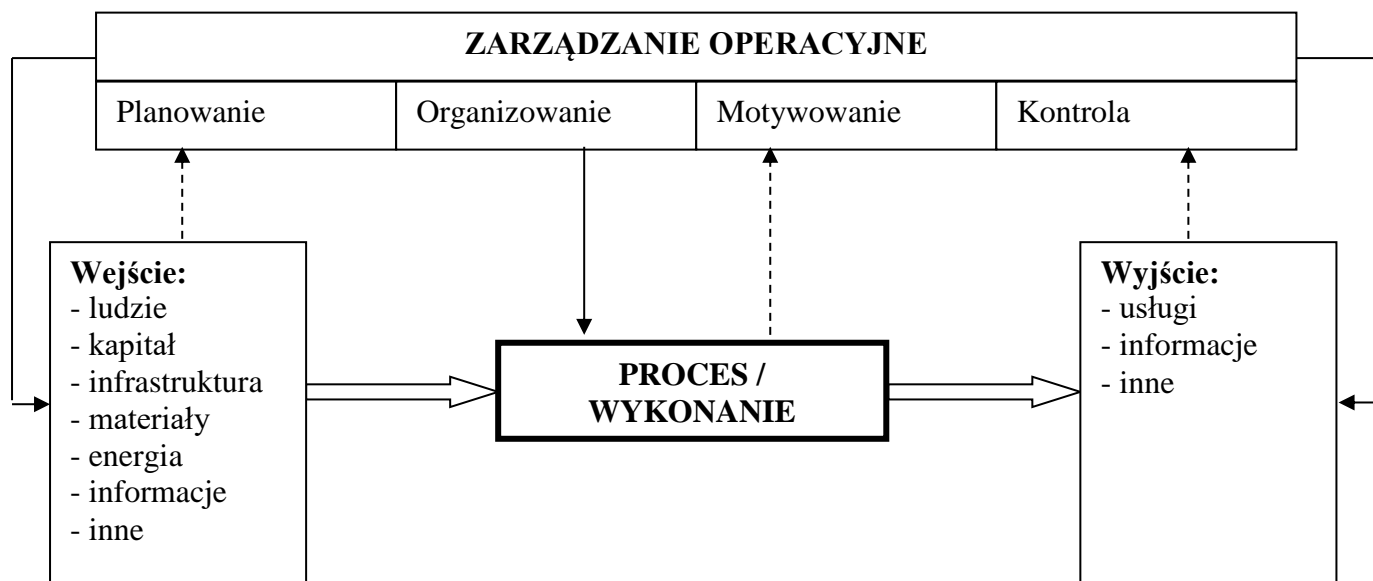 ZARZĄDZANIE OPERACYJNE
Planowanie
Organizowanie
Motywowanie
Kontrola
Wejście:
- ludzie
- kapitał
- infrastruktura
- materiały
- energia
- informacje
- inne
PROCES /
WYKONANIE
Wyjście:
- usługi
- informacje
- inne